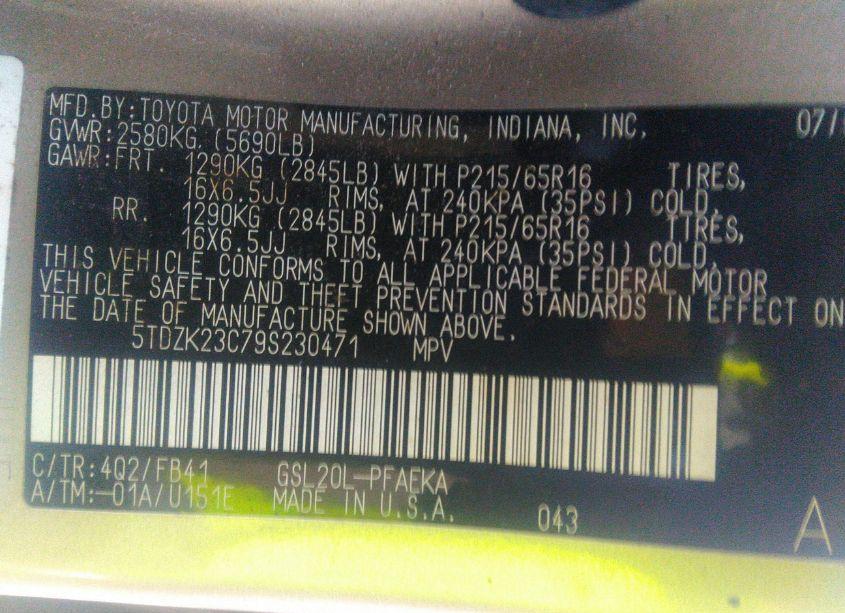 MFD.BY:TOYOTA MOTOR MANUFACTURING, INDIANA, INC. 07/
GVWR:2580KG, (5690LB)
GAWR:FRT. 1290KG (2845LB) WITH P215/65R16 TIRES,
16X6.5JJ RIMS, AT 240KPA (35PSI) COLD,
RR. 1290KG (2845LB) WITH P215/65R16 TIRES,
16X6.5JJ RIMS, AT 240KPA (35PSI) COLD,
THIS VEHICLE CONFORMS TO ALL APPLICABLE FEDERAL MOTOR
VEHICLE SAFETY AND THEFT PREVENTION STANDARDS IN EFFECT ON
THE DATE OF MANUFACTURE SHOWN ABOVE.
5TDZK23C79S230471 MPV
C/TR:4Q2/FB41 GSL20L-PFAEKA
A/TM:-01A/U151E MADE IN U.S.A. 043 A